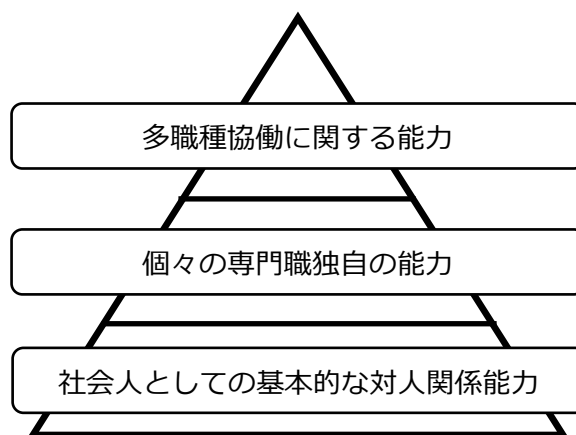 多職種協働に関する能力
個々の専門職独自の能力
社会人としての基本的な対人関係能力